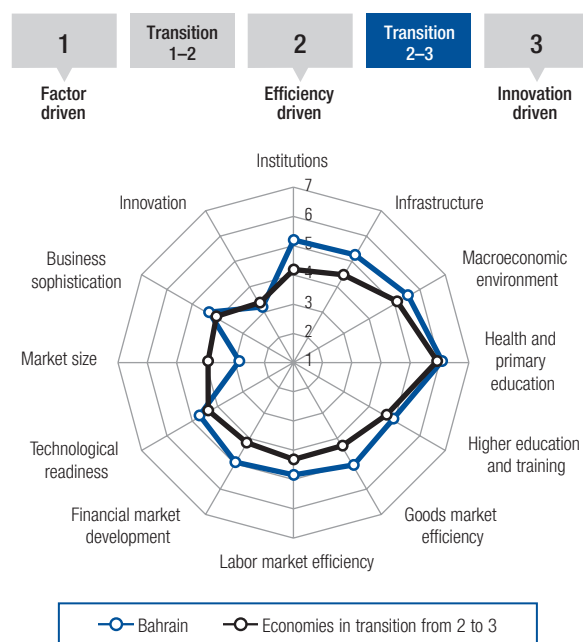 1
Transition
1–2
2
Transition
2–3
3
Factor
driven
Efficiency
driven
Innovation
driven
Institutions
Infrastructure
Macroeconomic
environment
Health and
primary
education
Higher education
and training
Goods market
efficiency
Labor market efficiency
Financial market
development
Technological
readiness
Market size
Business
sophistication
Innovation
7
6
5
4
3
2
1
Bahrain
Economies in transition from 2 to 3